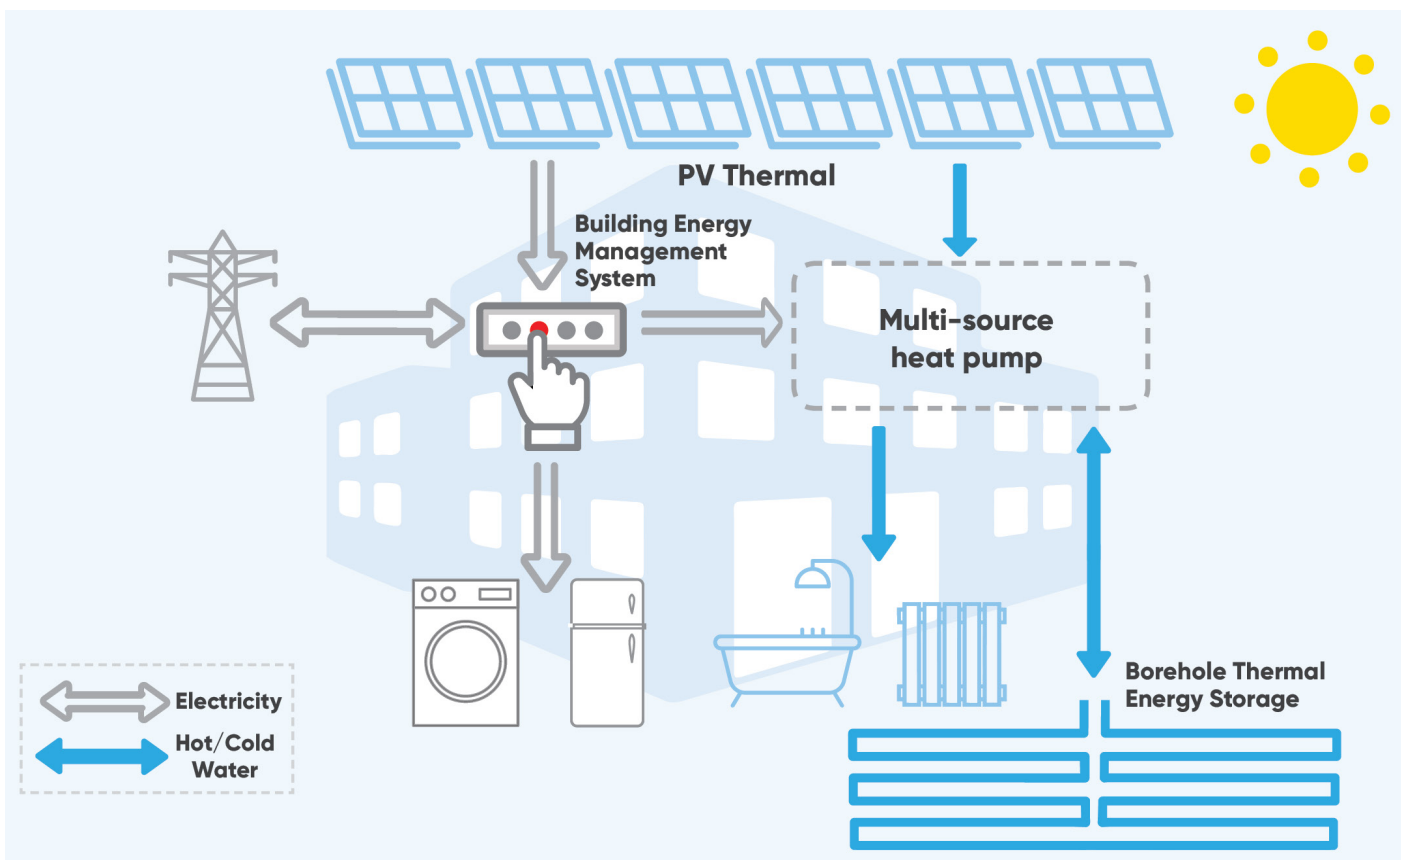 PV Thermal
Building Energy
Management
System
Multi-source
heat pump
Borehole Thermal
Energy Storage
Electricity
Hot/Cold
Water